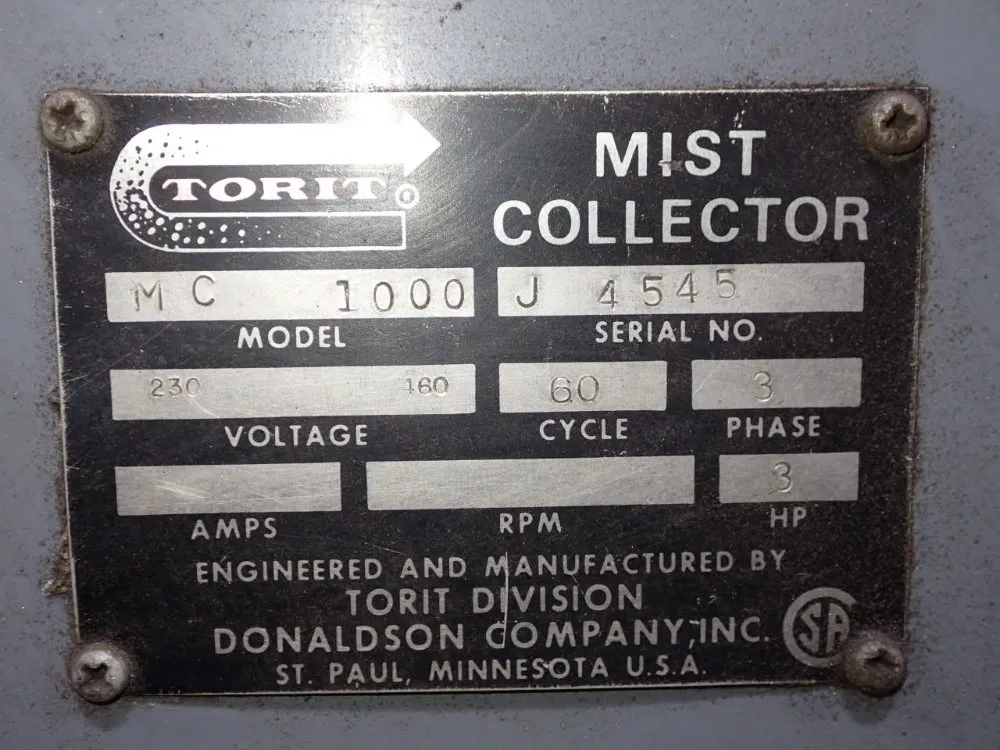 TORIT ®
MIST
COLLECTOR
MC 1000 J 4545
MODEL SERIAL NO.
230 460 60 3
VOLTAGE CYCLE PHASE
3
AMPS RPM HP
ENGINEERED AND MANUFACTURED BY
TORIT DIVISION
DONALDSON COMPANY, INC.
ST. PAUL, MINNESOTA U.S.A.
SA